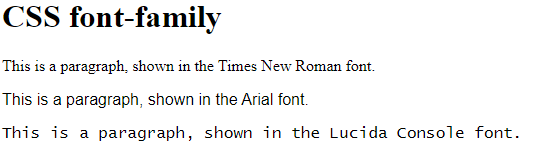 CSS font-family
This is a paragraph, shown in the Times New Roman font.
This is a paragraph, shown in the Arial font.
This is a paragraph, shown in the Lucida Console font.